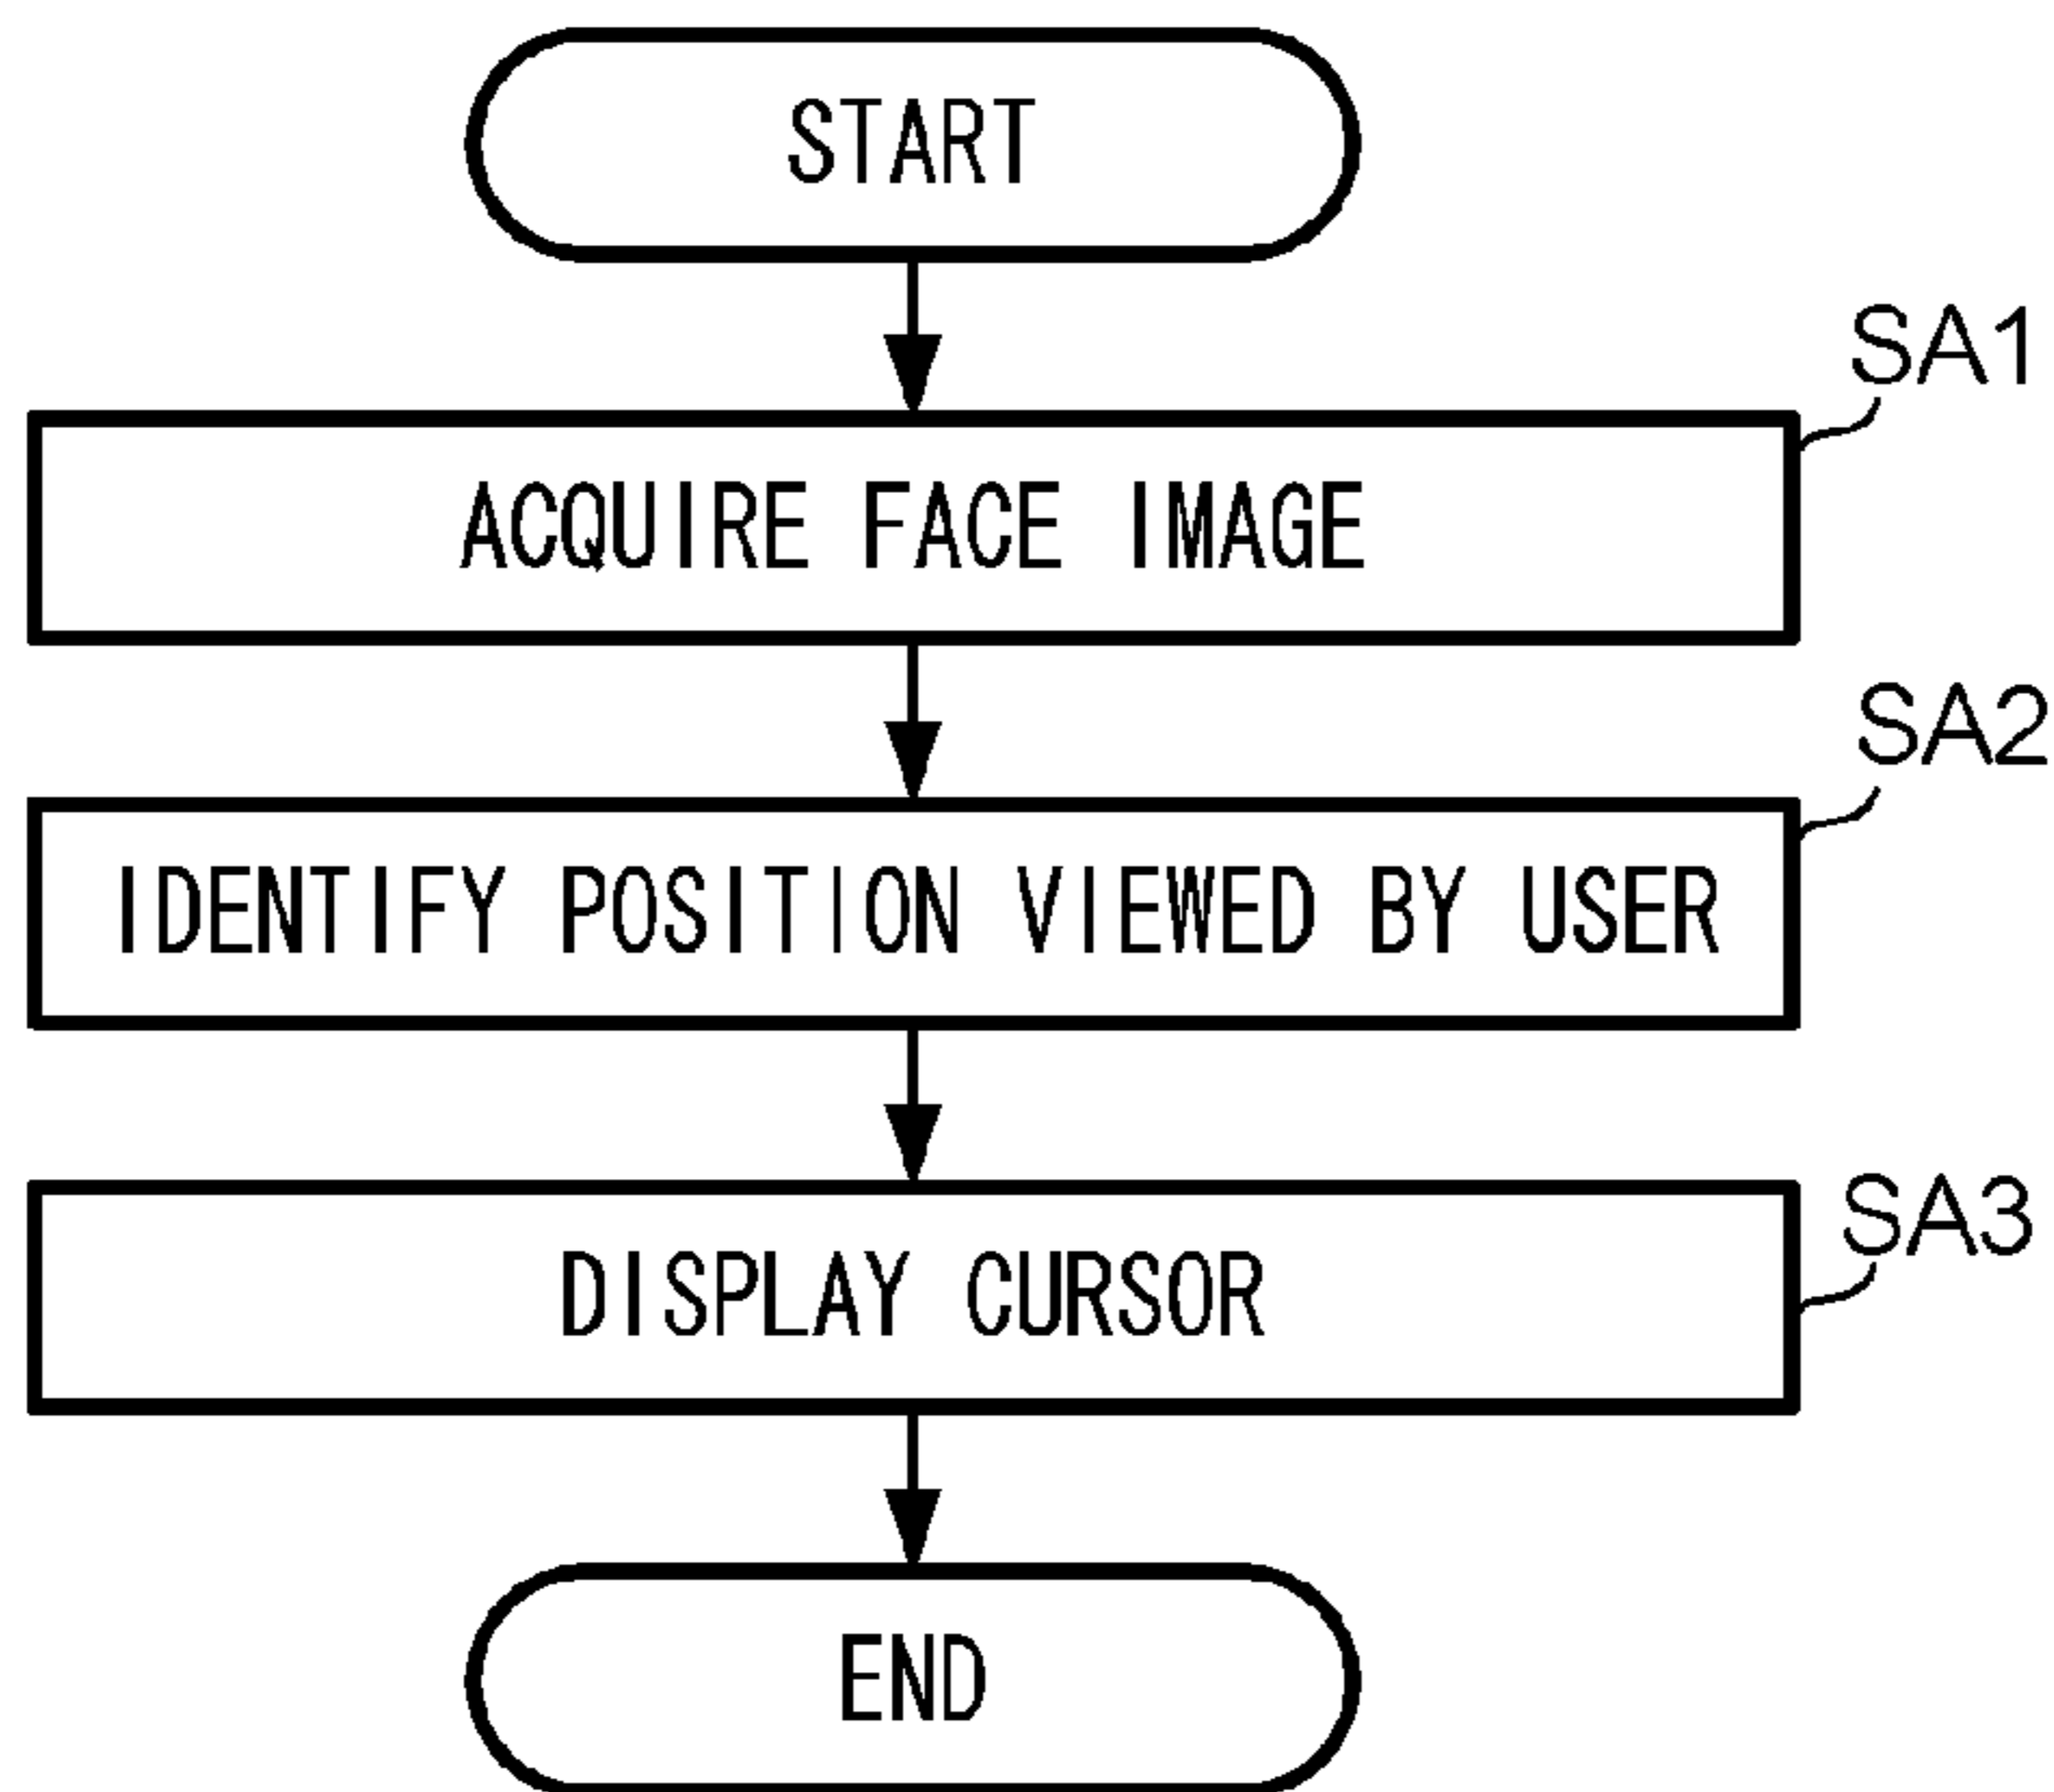 START
SA1
ACQUIRE FACE IMAGE
SA2
IDENTIFY POSITION VIEWED BY USER
SA3
DISPLAY CURSOR
END